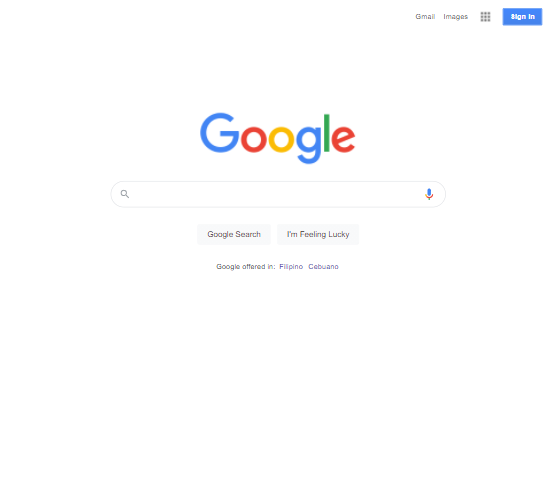 Gmail Images Sign in
Google
Google Search I'm Feeling Lucky
Google offered in: Filipino Cebuano